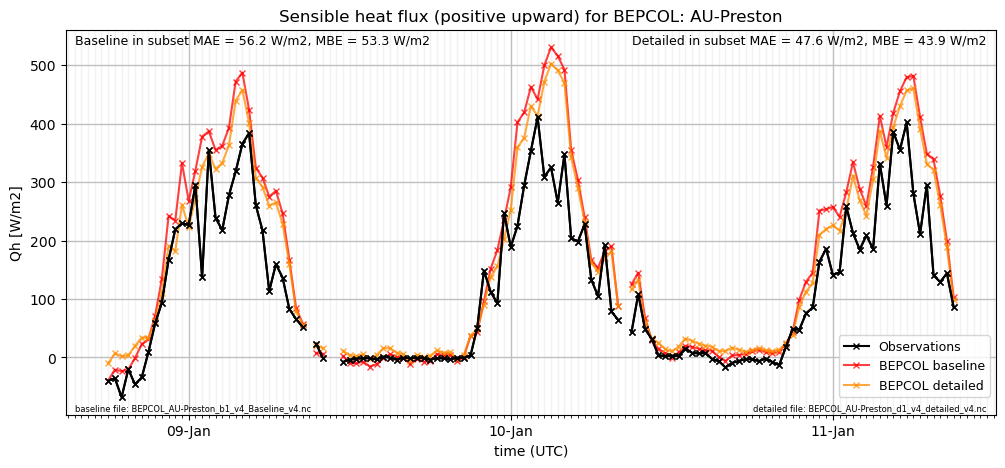 Sensible heat flux (positive upward) for BEPCOL: AU-Preston
Baseline in subset MAE = 56.2 W/m2, MBE = 53.3 W/m2
Detailed in subset MAE = 47.6 W/m2, MBE = 43.9 W/m2
Qh [W/m2]
500
400
300
200
100
0
Observations
BEPCOL baseline
BEPCOL detailed
baseline file: BEPCOL_AU-Preston_b1_v4_Baseline_v4.nc
detailed file: BEPCOL_AU-Preston_d1_v4_detailed_v4.nc
09-Jan
10-Jan
11-Jan
time (UTC)